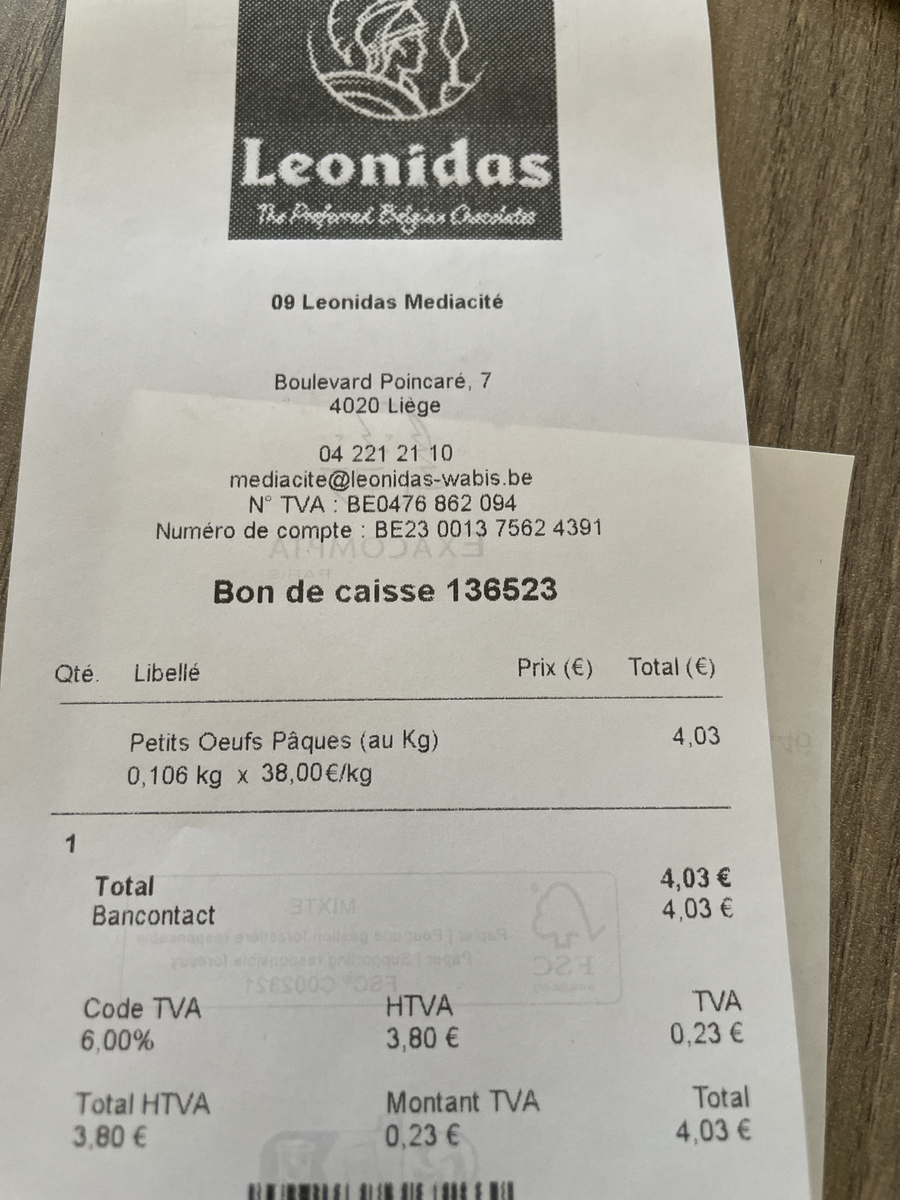 Leonidas
The Preferred Belgian Chocolates
09 Leonidas Mediacité
Boulevard Poincaré, 7
4020 Liège
04 221 21 10
mediacite@leonidas-wabis.be
N° TVA : BE0476 862 094
Numéro de compte : BE23 0013 7562 4391
EXACOMPTA
PARIS
Bon de caisse 136523
Qté. Libellé Prix (€) Total (€)
Petits Oeufs Pâques (au Kg) 4,03
0,106 kg x 38,00€/kg
1
Total 4,03 €
Bancontact 4,03 €
MIXTE
FSC
Code TVA HTVA TVA
6,00% 3,80 € 0,23 €
Total HTVA Montant TVA Total
3,80 € 0,23 € 4,03 €